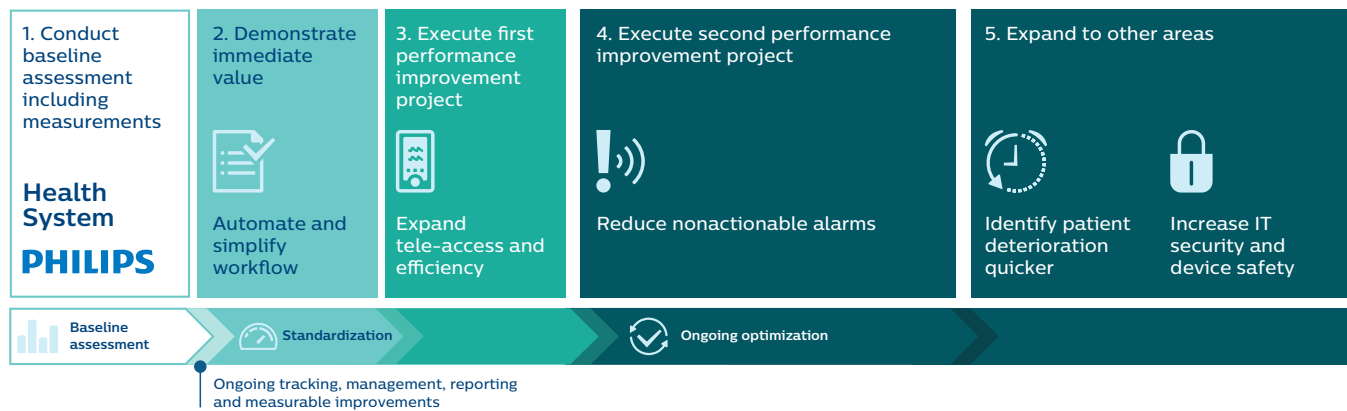 1. Conduct
baseline
assessment
including
measurements
Health
System
PHILIPS
2. Demonstrate
immediate
value
Automate and
simplify
workflow
3. Execute first
performance
improvement
project
Expand
tele-access and
efficiency
4. Execute second performance
improvement project
Reduce nonactionable alarms
5. Expand to other areas
Identify patient
deterioration
quicker
Increase IT
security and
device safety
Baseline
assessment
Standardization
Ongoing optimization
Ongoing tracking, management, reporting
and measurable improvements